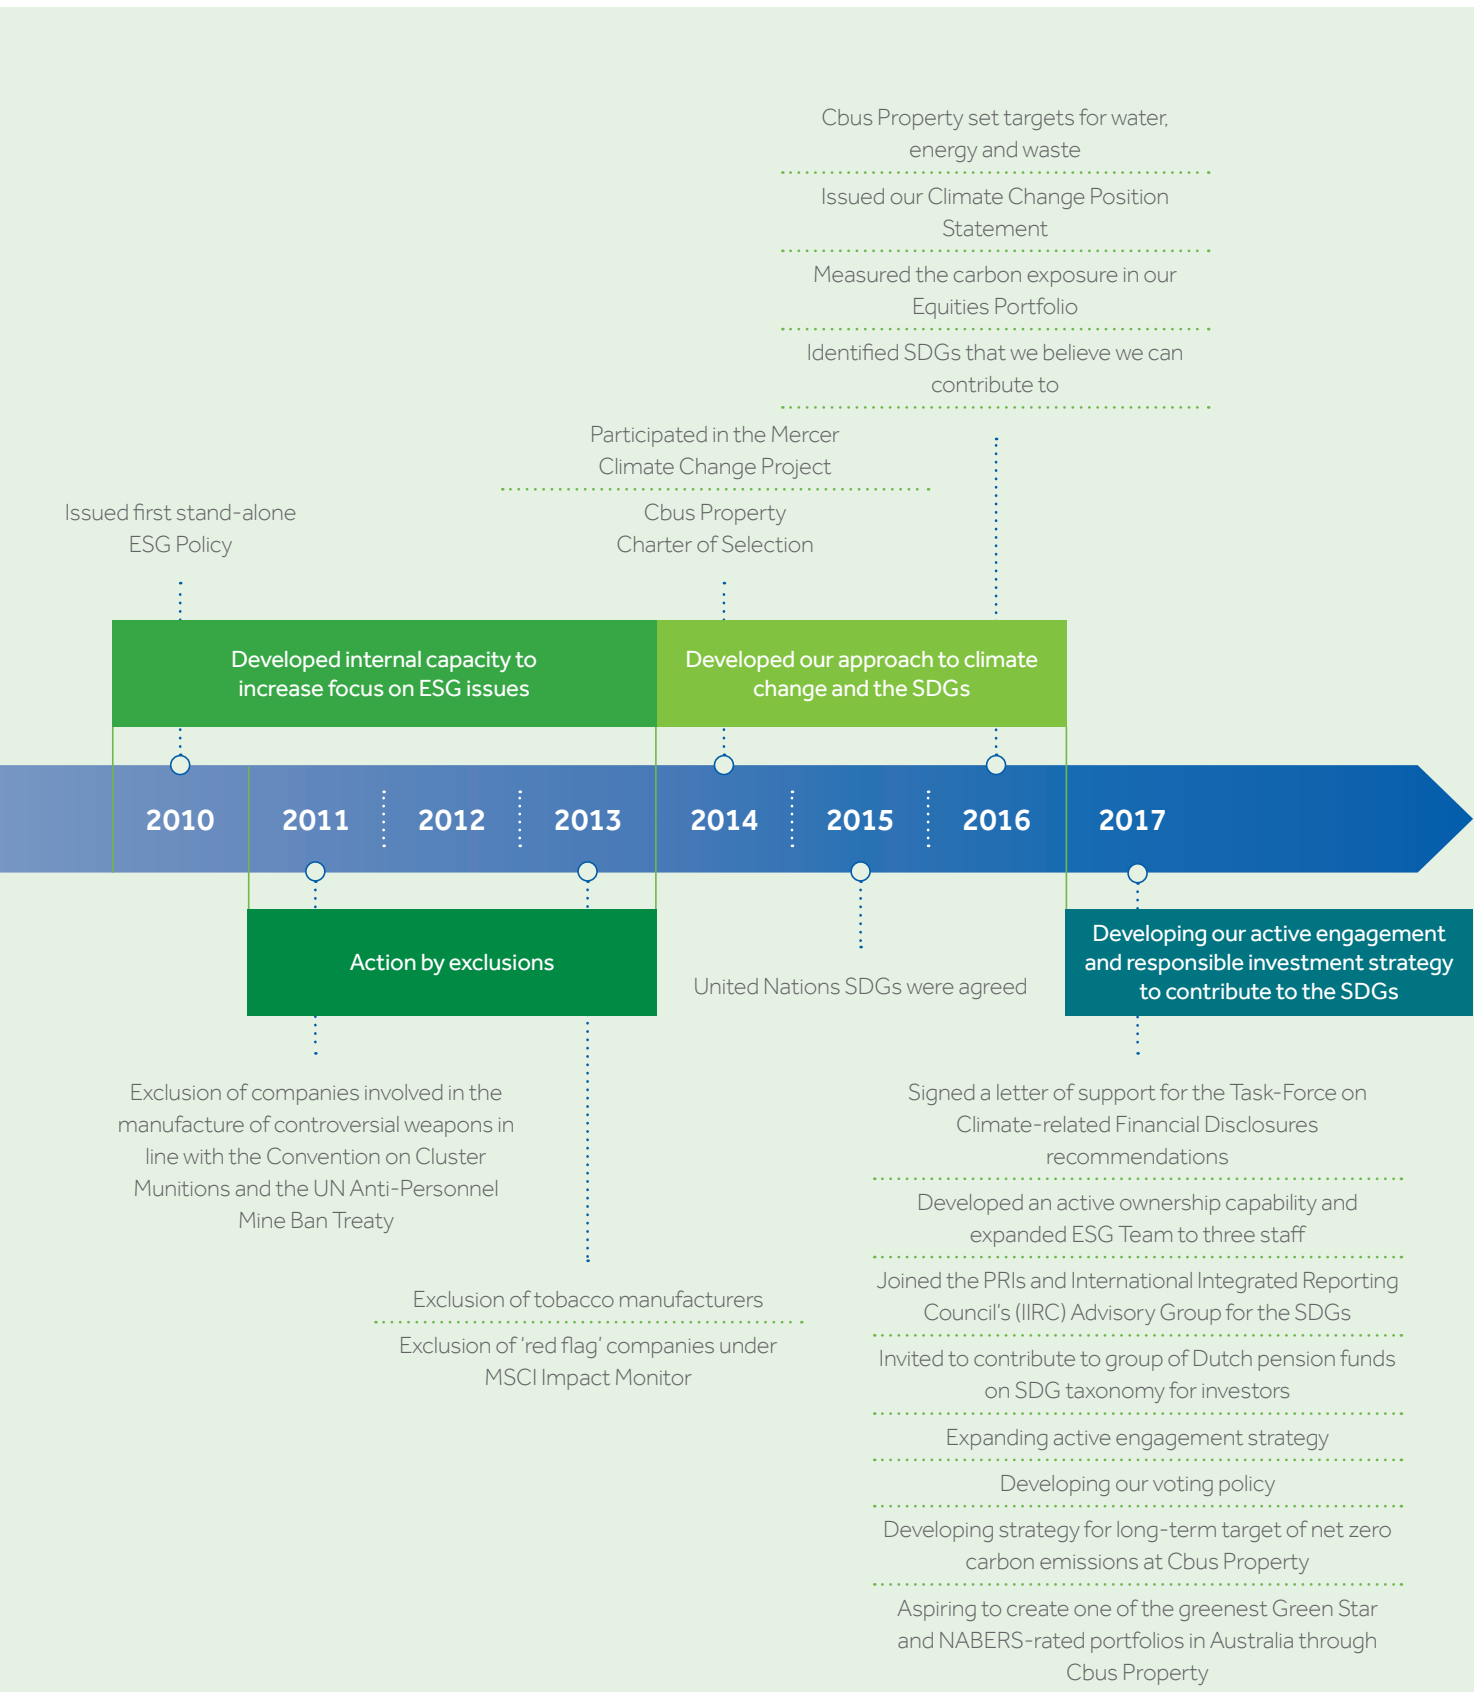 Cbus Property set targets for water,
energy and waste
Issued our Climate Change Position
Statement
Measured the carbon exposure in our
Equities Portfolio
Identified SDGs that we believe we can
contribute to
Participated in the Mercer
Climate Change Project
Cbus Property
Charter of Selection
Issued first stand-alone
ESG Policy
Developed internal capacity to
increase focus on ESG issues
Developed our approach to climate
change and the SDGs
2010 2011 2012 2013 2014 2015 2016 2017
Action by exclusions
United Nations SDGs were agreed
Developing our active engagement
and responsible investment strategy
to contribute to the SDGs
Exclusion of companies involved in the
manufacture of controversial weapons in
line with the Convention on Cluster
Munitions and the UN Anti-Personnel
Mine Ban Treaty
Exclusion of tobacco manufacturers
Exclusion of 'red flag' companies under
MSCI Impact Monitor
Signed a letter of support for the Task-Force on
Climate-related Financial Disclosures
recommendations
Developed an active ownership capability and
expanded ESG Team to three staff
Joined the PRIs and International Integrated Reporting
Council's (IIRC) Advisory Group for the SDGs
Invited to contribute to group of Dutch pension funds
on SDG taxonomy for investors
Expanding active engagement strategy
Developing our voting policy
Developing strategy for long-term target of net zero
carbon emissions at Cbus Property
Aspiring to create one of the greenest Green Star
and NABERS-rated portfolios in Australia through
Cbus Property